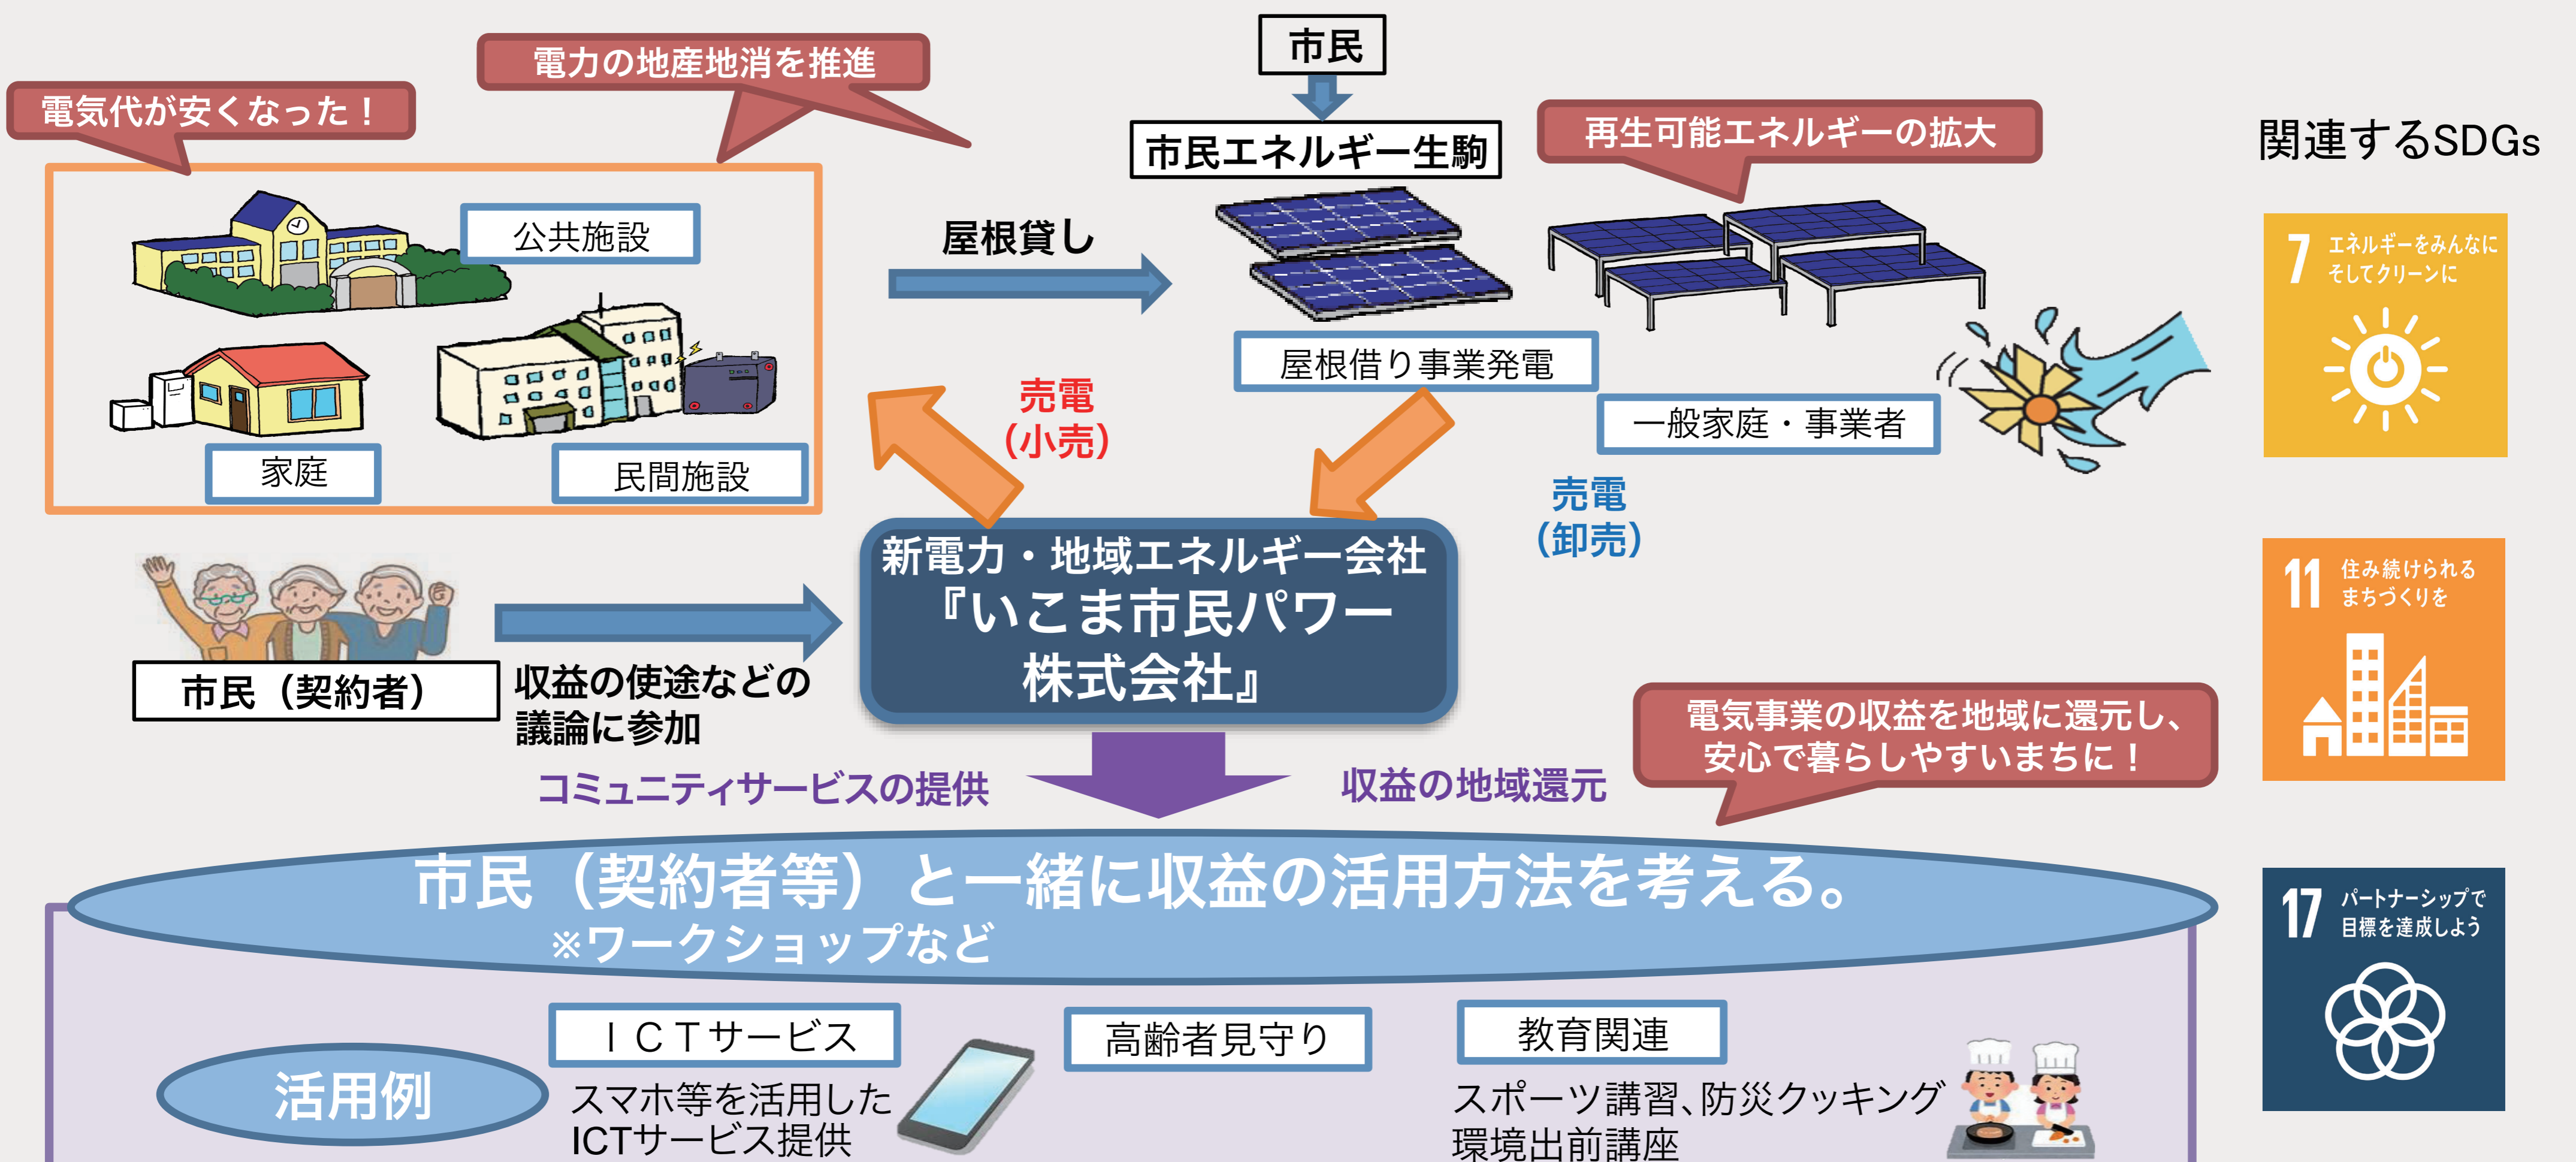 市民
電力の地産地消を推進
電気代が安くなった！
市民エネルギー生駒
再生可能エネルギーの拡大
関連するSDGs
公共施設
屋根貸し
7 エネルギーをみんなに
そしてクリーンに
屋根借り事業発電
売電
（小売）
一般家庭・事業者
家庭
民間施設
売電
（卸売）
新電力・地域エネルギー会社
『いこま市民パワー
株式会社』
11 住み続けられる
まちづくりを
市民（契約者）
収益の使途などの
議論に参加
電気事業の収益を地域に還元し、
安心で暮らしやすいまちに！
コミュニティサービスの提供
収益の地域還元
市民（契約者等）と一緒に収益の活用方法を考える。
※ワークショップなど
17 パートナーシップで
目標を達成しよう
活用例
ＩＣＴサービス
スマホ等を活用した
ICTサービス提供
高齢者見守り
教育関連
スポーツ講習、防災クッキング
環境出前講座